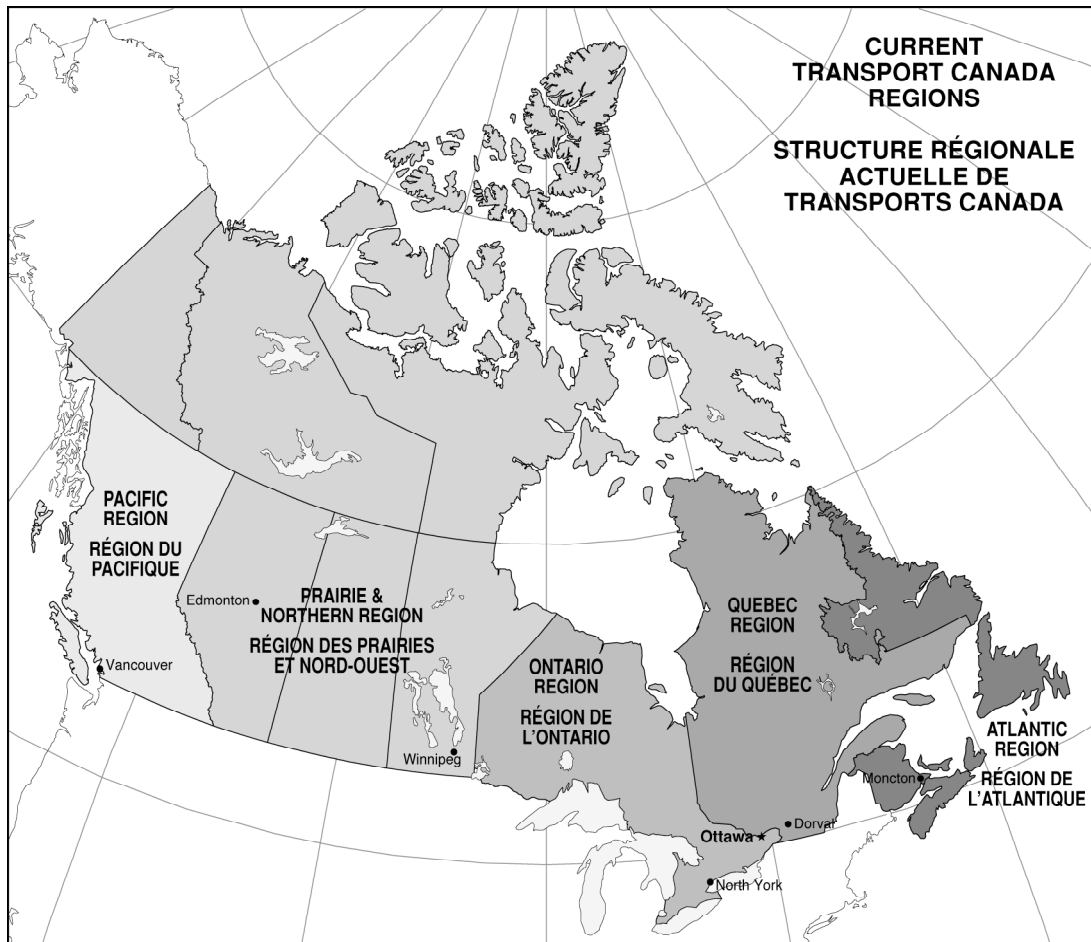 CURRENT
TRANSPORT CANADA
REGIONS
STRUCTURE RÉGIONALE
ACTUELLE DE
TRANSPORTS CANADA
PACIFIC
REGION
RÉGION DU
PACIFIQUE
Edmonton
PRAIRIE &
NORTHERN REGION
RÉGION DES PRAIRIES
ET NORD-OUEST
Vancouver
Winnipeg
ONTARIO
REGION
RÉGION DE
L'ONTARIO
QUEBEC
REGION
RÉGION
DU QUÉBEC
ATLANTIC
REGION
RÉGION DE
L'ATLANTIQUE
Moncton
Dorval
Ottawa
North York